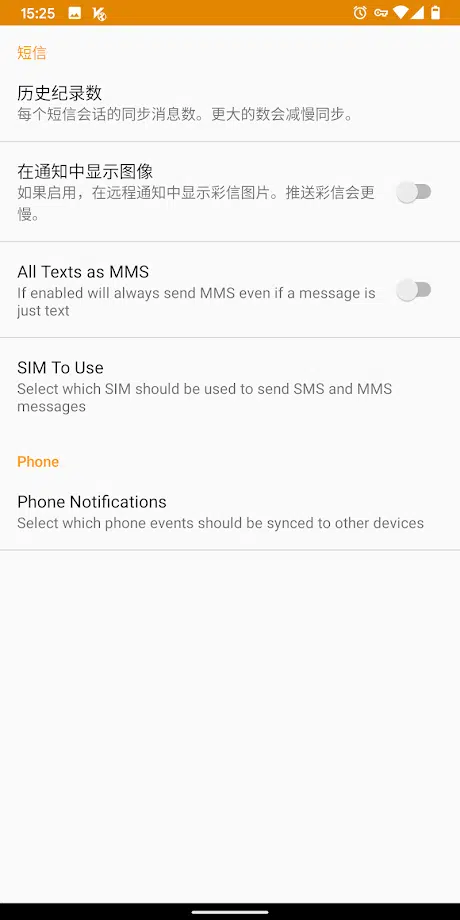 15:25
短信
历史纪录数
每个短信会话的同步消息数。更大的数会减慢同步。
在通知中显示图像
如果启用，在远程通知中显示彩信图片。推送彩信会更
慢。
All Texts as MMS
If enabled will always send MMS even if a message is
just text
SIM To Use
Select which SIM should be used to send SMS and MMS
messages
Phone
Phone Notifications
Select which phone events should be synced to other devices